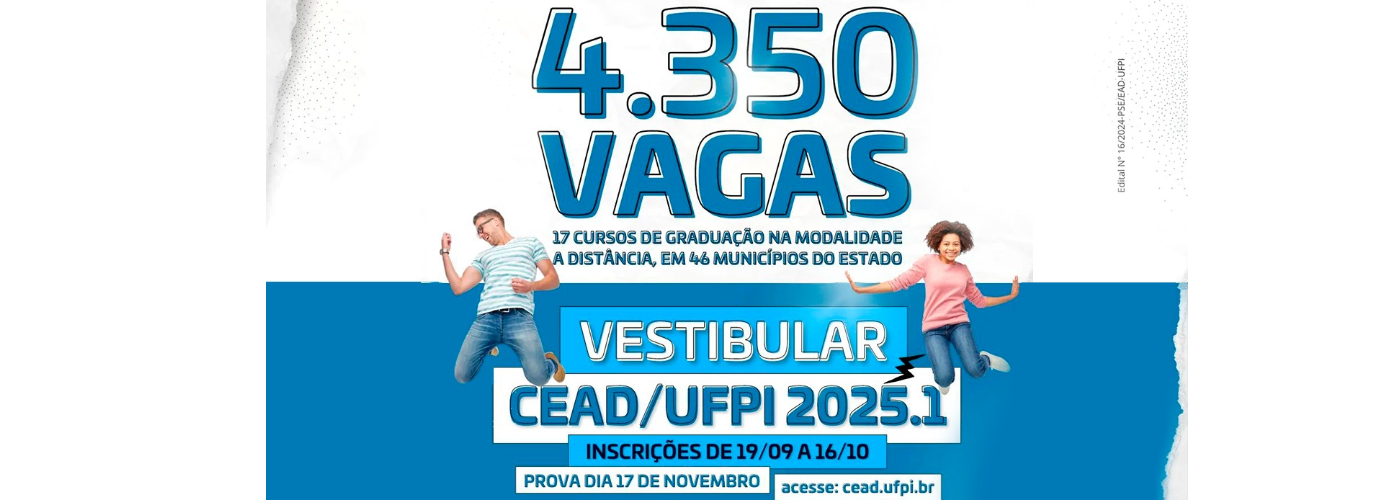 4.350
VAGAS
17 CURSOS DE GRADUAÇÃO NA MODALIDADE
A DISTÂNCIA, EM 46 MUNICÍPIOS DO ESTADO
VESTIBULAR
CEAD/UFPI 2025.1
INSCRIÇÕES DE 19/09 A 16/10
PROVA DIA 17 DE NOVEMBRO
acesse: cead.ufpi.br
Edital N° 16/2024-PSE/EAD-UFPI